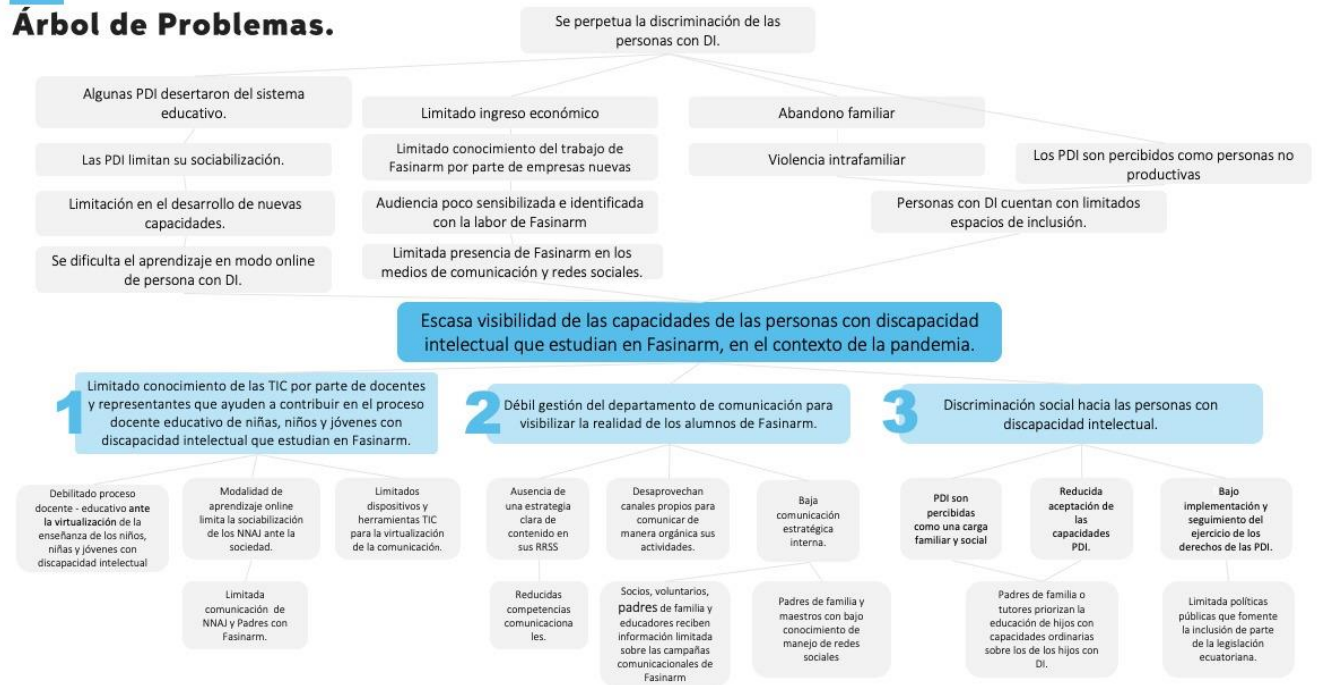 Árbol de Problemas.
Se perpetua la discriminación de las
personas con DI.
Algunas PDI desertaron del sistema
educativo.
Limitado ingreso económico
Abandono familiar
Las PDI limitan su sociabilización.
Limitado conocimiento del trabajo de
Fasinarm por parte de empresas nuevas
Violencia intrafamiliar
Los PDI son percibidos como personas no
productivas
Limitación en el desarrollo de nuevas
capacidades.
Audiencia poco sensibilizada e identificada
con la labor de Fasinarm
Personas con DI cuentan con limitados
espacios de inclusión.
Se dificulta el aprendizaje en modo online
de persona con DI.
Limitada presencia de Fasinarm en los
medios de comunicación y redes sociales.
Escasa visibilidad de las capacidades de las personas con discapacidad
intelectual que estudian en Fasinarm, en el contexto de la pandemia.
1
Limitado conocimiento de las TIC por parte de docentes
y representantes que ayuden a contribuir en el proceso
docente educativo de niñas, niños y jóvenes con
discapacidad intelectual que estudian en Fasinarm.
2
Débil gestión del departamento de comunicación para
visibilizar la realidad de los alumnos de Fasinarm.
3
Discriminación social hacia las personas con
discapacidad intelectual.
Debilitado proceso
docente - educativo ante
la virtualización de la
enseñanza de los niños,
niñas y jóvenes con
discapacidad intelectual
Modalidad de
aprendizaje online
limita la sociabilización
de los NNAJ ante la
sociedad.
Limitados
dispositivos y
herramientas TIC
para la virtualización
de la comunicación.
Ausencia de
una estrategia
clara de
contenido en
sus RRSS
Desaprovechan
canales propios para
comunicar de
manera orgánica sus
actividades.
Baja
comunicación
estratégica
interna.
PDI son
percibidas
como una carga
familiar y social
Reducida
aceptación de
las
capacidades
PDI.
Bajo
implementación y
seguimiento del
ejercicio de los
derechos de las PDI.
Limitada
comunicación de
NNAJ y Padres con
Fasinarm.
Reducidas
competencias
comunicaciona
les.
Socios, voluntarios,
padres de familia y
educadores reciben
información limitada
sobre las campañas
comunicacionales de
Fasinarm
Padres de familia y
maestros con bajo
conocimiento de
manejo de redes
sociales
Padres de familia o
tutores priorizan la
educación de hijos con
capacidades ordinarias
sobre los de los hijos con
DI.
Limitada políticas
públicas que fomente
la inclusión de parte
de la legislación
ecuatoriana.